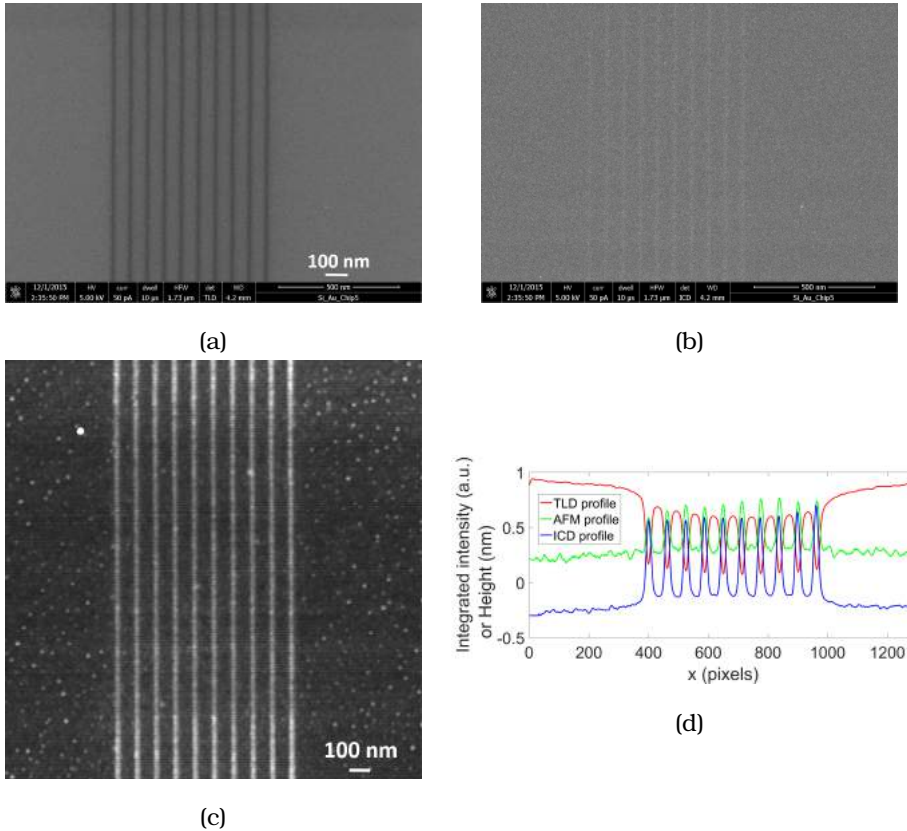 100 nm
12/1/2015 HV curr dwell HFW det WD 500 nm
2:35:50 PM 5.00 kV 50 pA 10 µs 1.73 µm TLD 4.2 mm Si_Au_Chip5
(a)
12/1/2015 HV curr dwell HFW det WD 500 nm
2:35:50 PM 5.00 kV 50 pA 10 µs 1.73 µm ICD 4.2 mm Si_Au_Chip5
(b)
100 nm
(c)
Integrated intensity (a.u.)
or Height (nm)
1
0.5
0
-0.5
TLD profile
AFM profile
ICD profile
0 200 400 600 800 1000 1200
x (pixels)
(d)